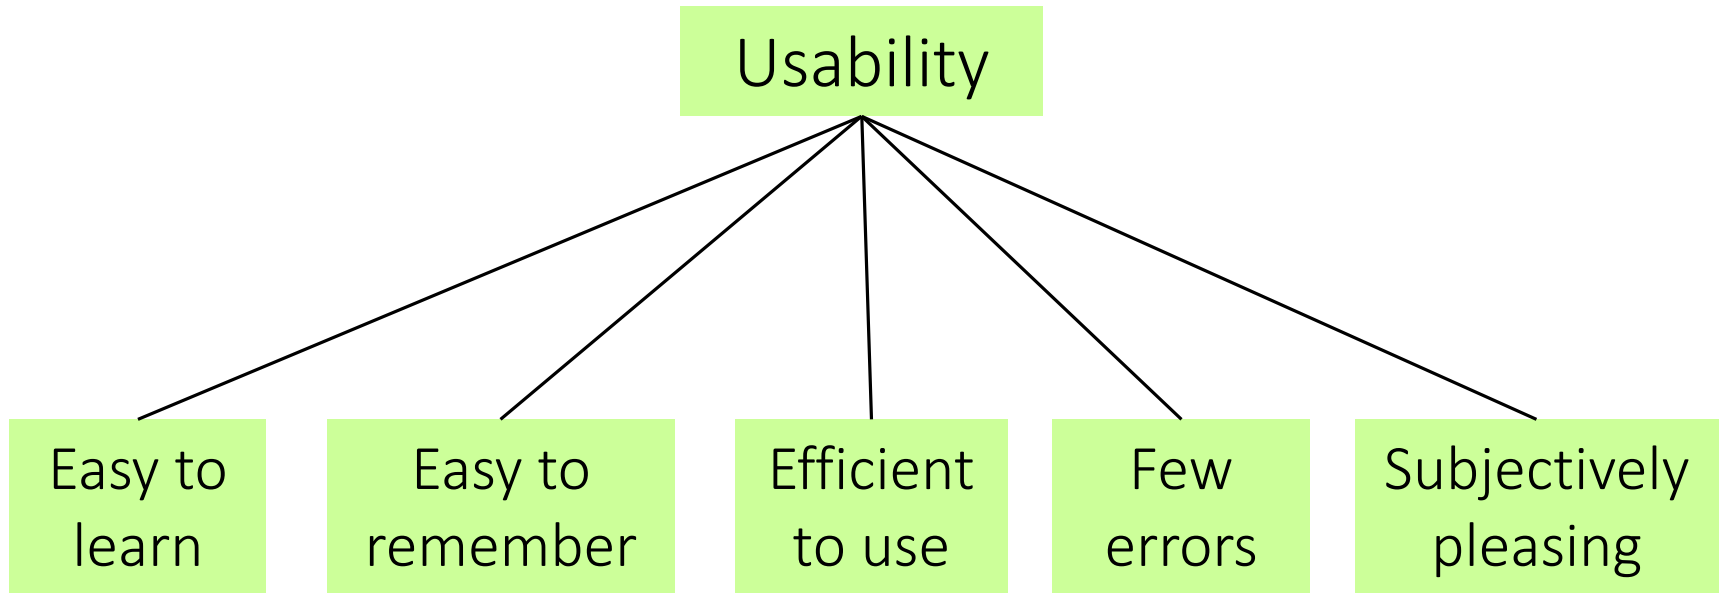 Usability
Easy to
learn
Easy to
remember
Efficient
to use
Few
errors
Subjectively
pleasing